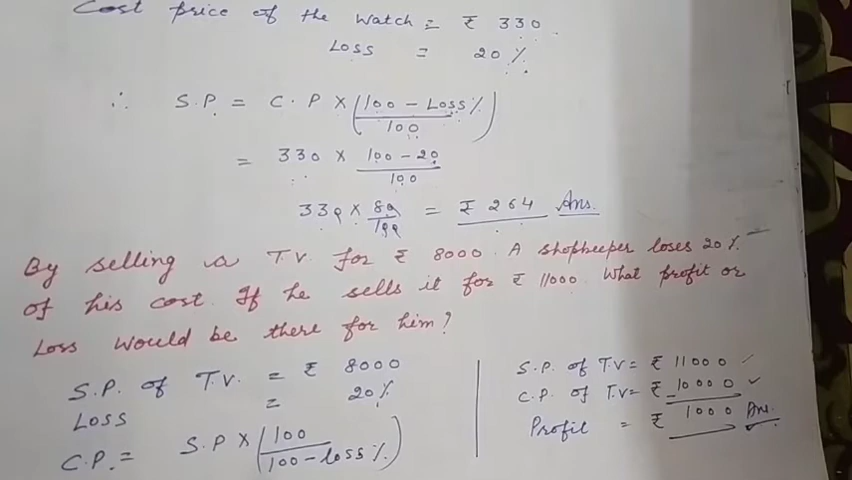 Cost price of the watch = ₹ 330
Loss = 20 %
∴ S.P. = C.P × (100 - Loss% / 100)
= 330 × 100 - 20 / 100
330 × 80 / 100 = ₹ 264 Ans.
By selling a T.V. for ₹ 8000. A shopkeeper loses 20%
of his cost. If he sells it for ₹ 11000. What profit or
Loss would be there for him?
S.P. of T.V. = ₹ 8000
Loss = 20%
C.P. = S.P × (100 / 100 - loss%)
S.P. of T.V = ₹ 11000
C.P. of T.V = ₹ 10000
Profit = ₹ 1000 Ans.